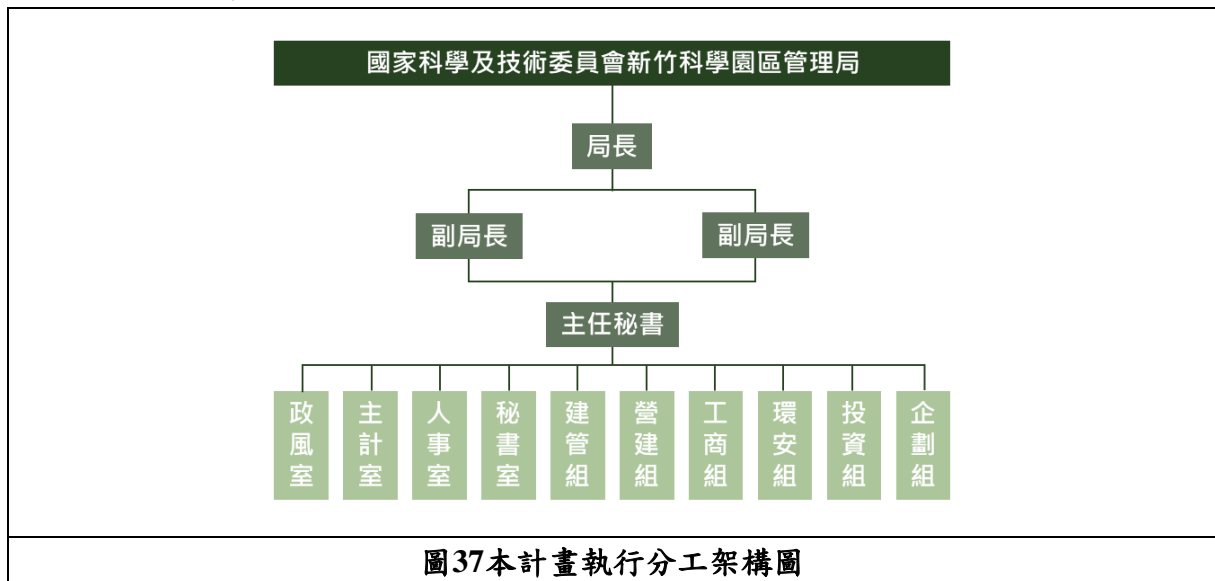 國家科學及技術委員會新竹科學園區管理局
局長
副局長
副局長
主任秘書
政風室
主計室
人事室
秘書室
建管組
營建組
工商組
環安組
投資組
企劃組
圖37本計畫執行分工架構圖